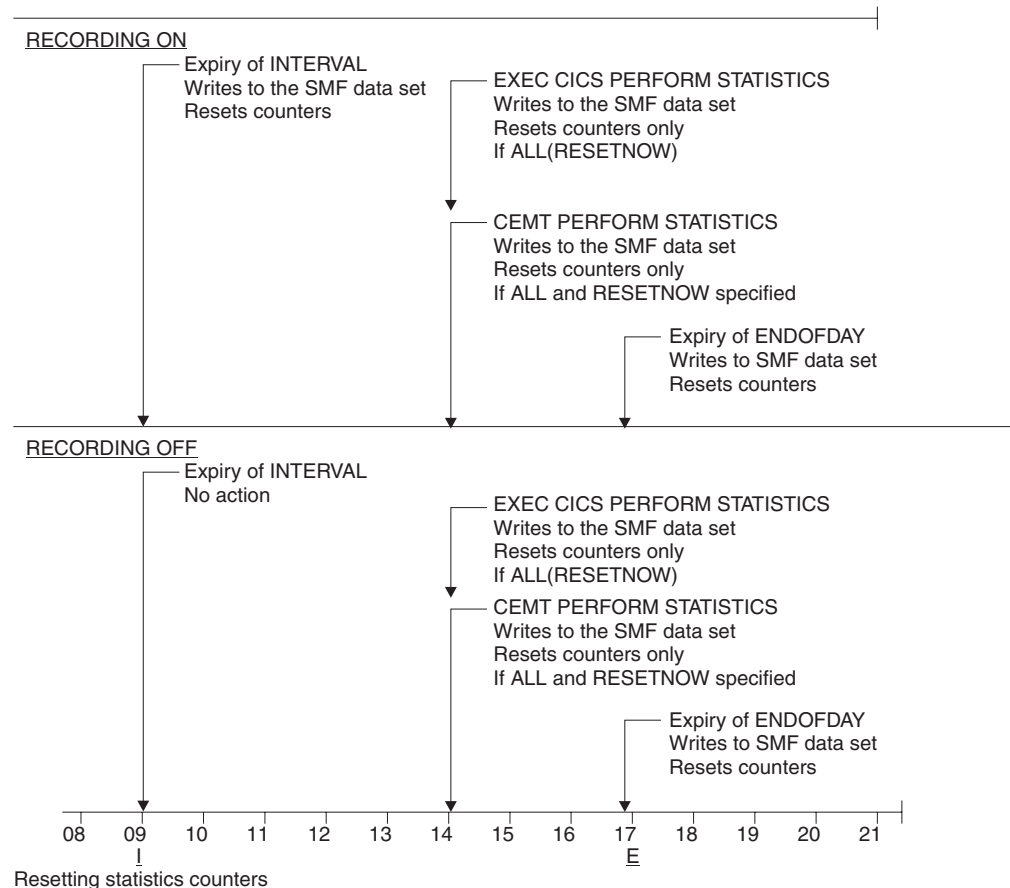 RECORDING ON
Expiry of INTERVAL
Writes to the SMF data set
Resets counters
EXEC CICS PERFORM STATISTICS
Writes to the SMF data set
Resets counters only
If ALL(RESETNOW)
CEMT PERFORM STATISTICS
Writes to the SMF data set
Resets counters only
If ALL and RESETNOW specified
Expiry of ENDOFDAY
Writes to SMF data set
Resets counters
RECORDING OFF
Expiry of INTERVAL
No action
EXEC CICS PERFORM STATISTICS
Writes to the SMF data set
Resets counters only
If ALL(RESETNOW)
CEMT PERFORM STATISTICS
Writes to the SMF data set
Resets counters only
If ALL and RESETNOW specified
Expiry of ENDOFDAY
Writes to SMF data set
Resets counters
08 09 10 11 12 13 14 15 16 17 18 19 20 21
I E
Resetting statistics counters